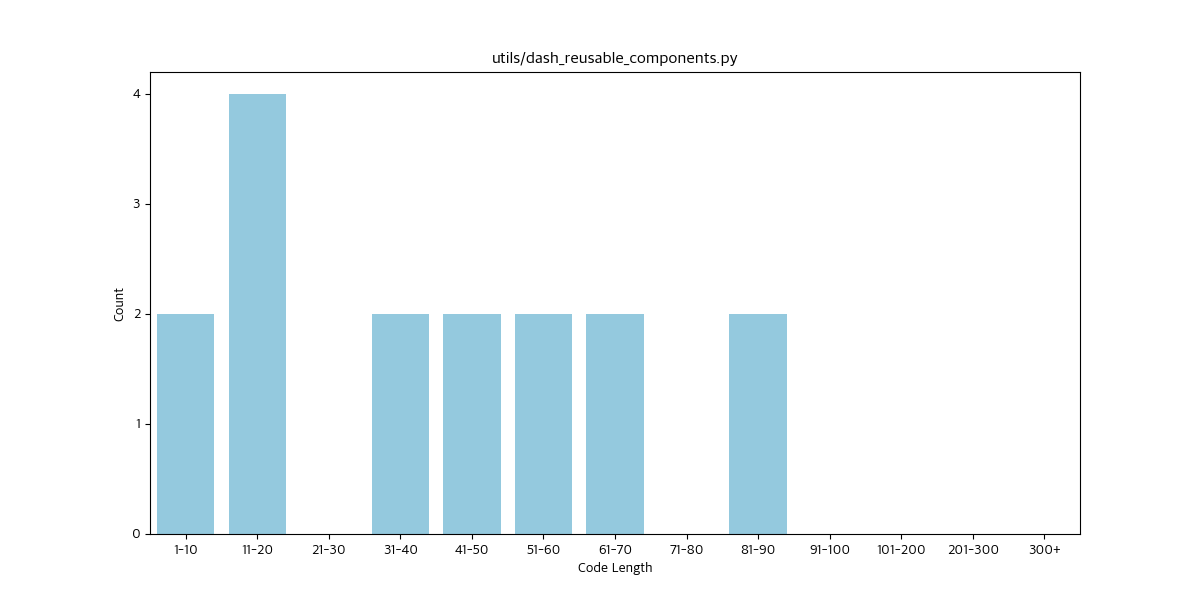 utils/dash_reusable_components.py
4
3
2
1
0
Count
1-10 11-20 21-30 31-40 41-50 51-60 61-70 71-80 81-90 91-100 101-200 201-300 300+
Code Length